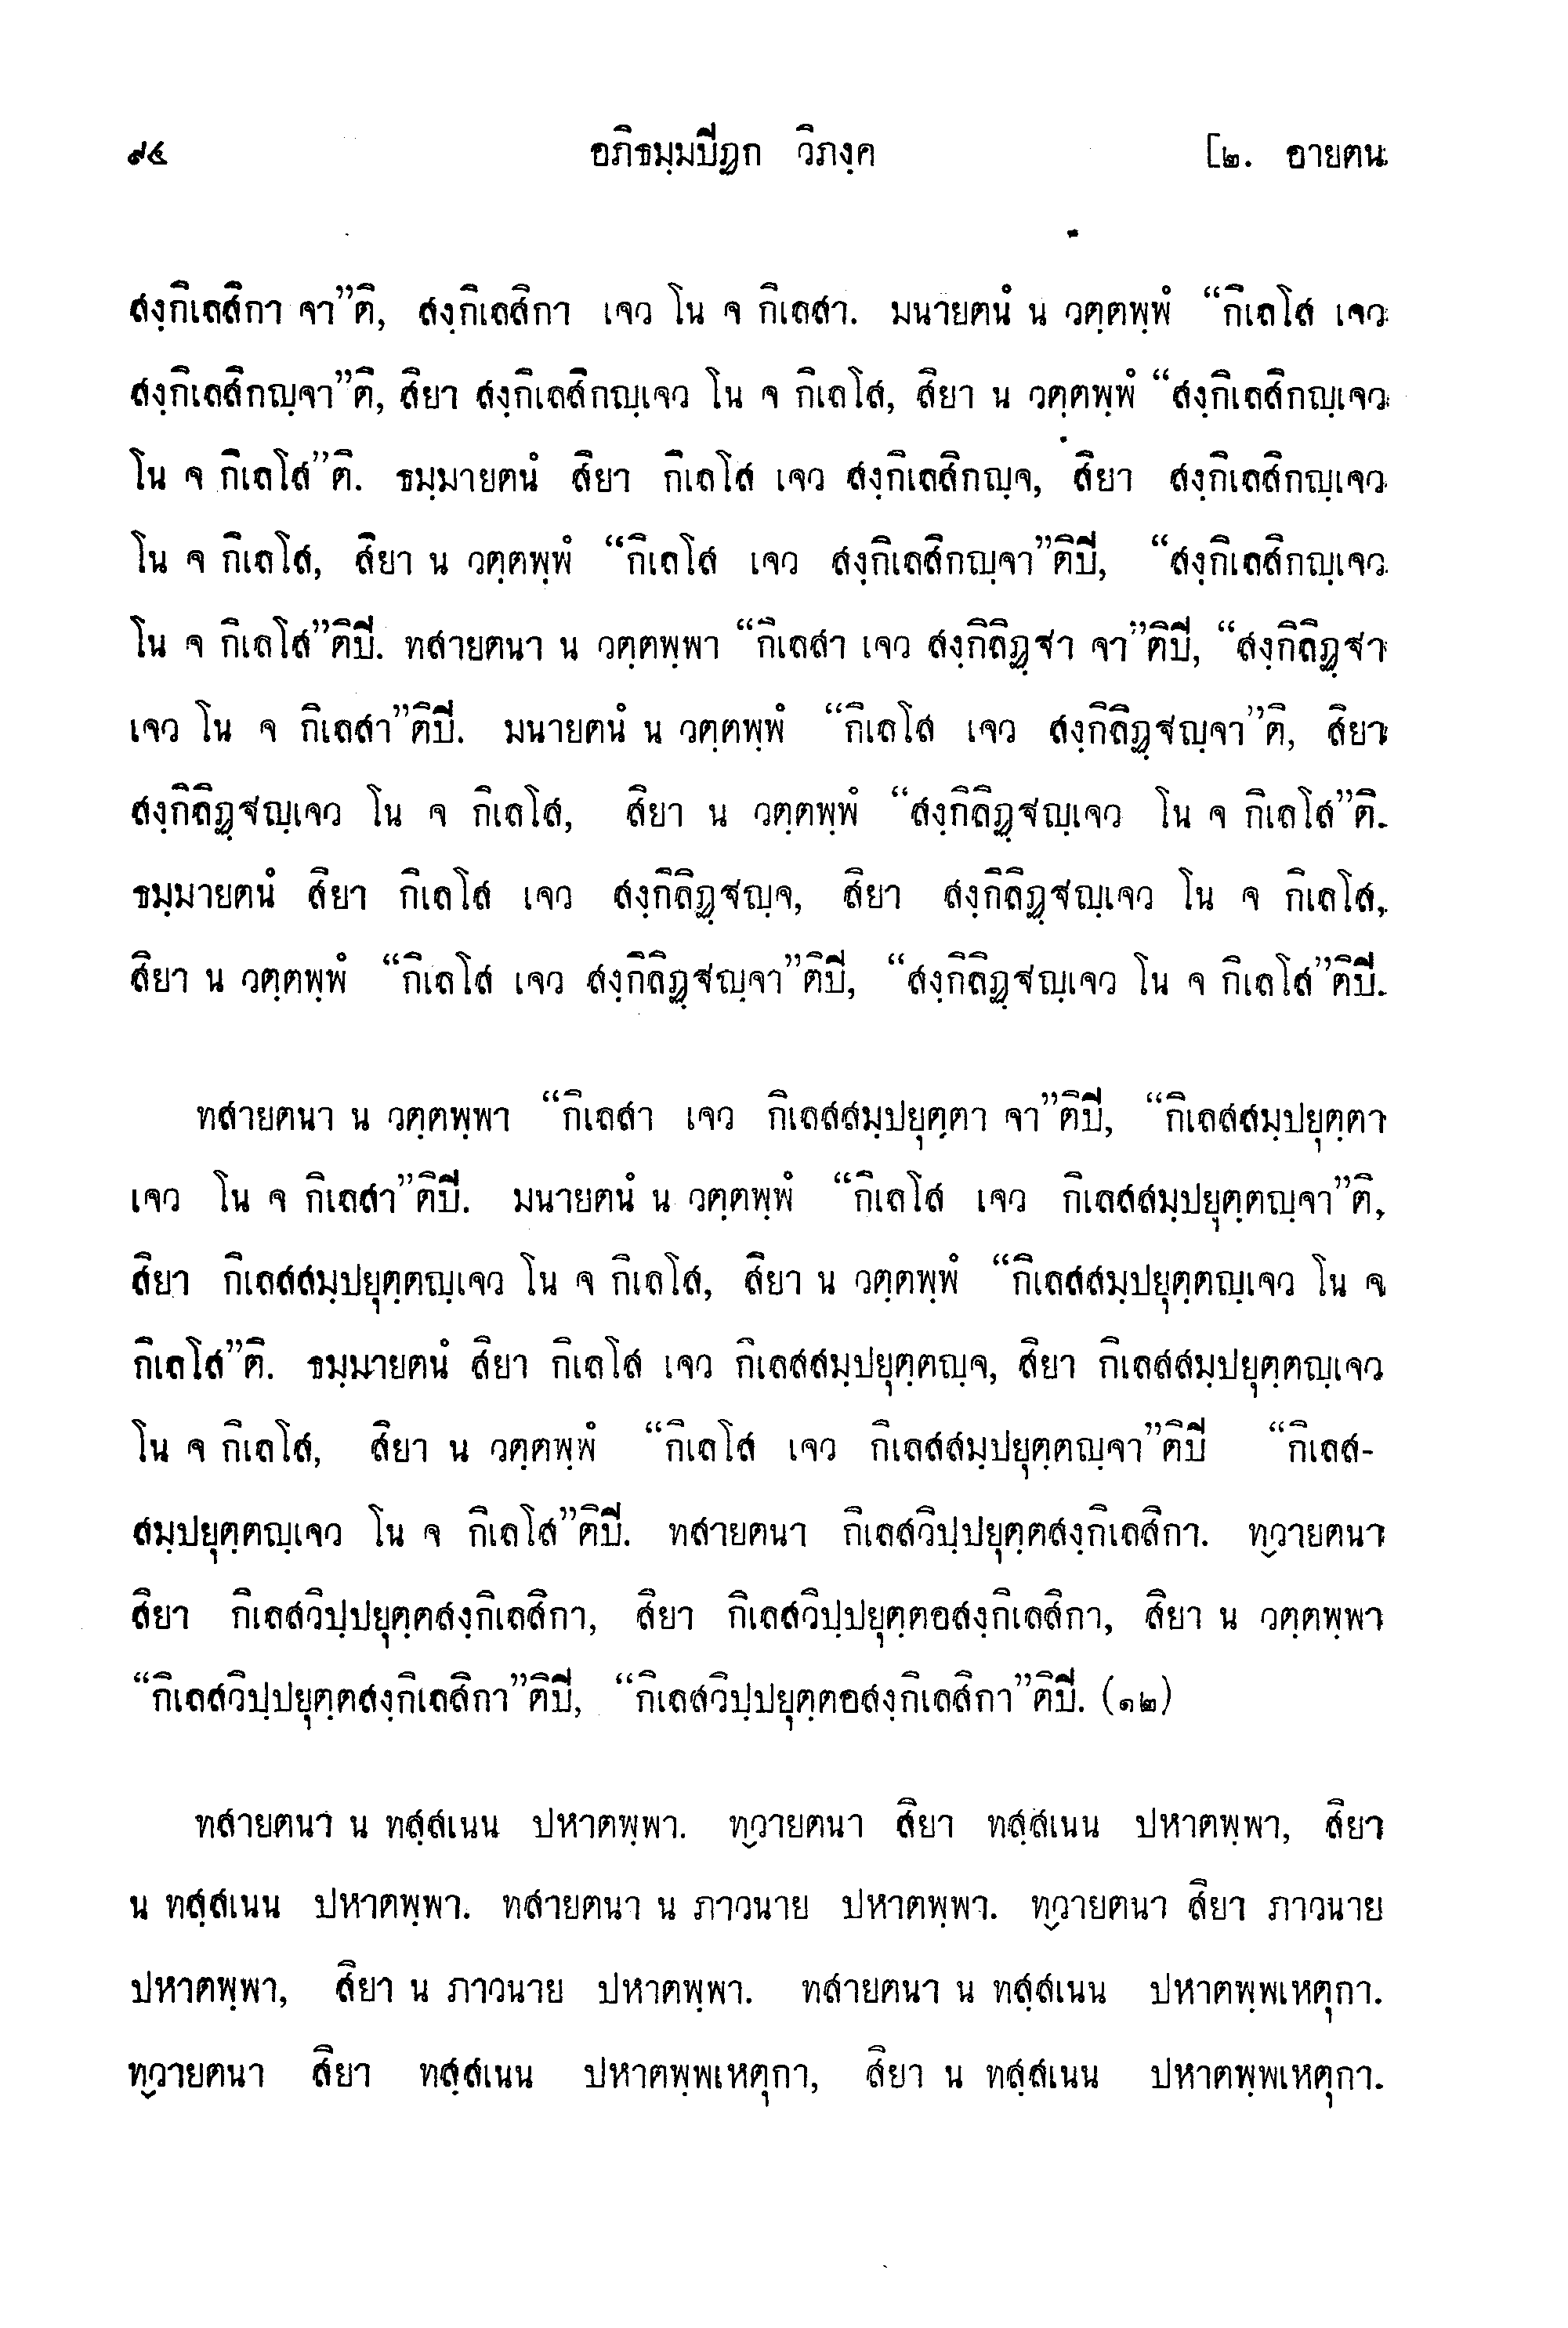 ๙๔ อภิธมฺมปิฏก วิภงฺค [๒. อายตน
สงฺกิเลสิกา จา”ติ, สงฺกิเลสิกา เจว โน จ กิเลสา. มนายตนํ น วตฺตพฺพํ “กิเลโส เจว
สงฺกิเลสิกญฺจา”ติ, สิยา สงฺกิเลสิกญฺเจว โน จ กิเลโส, สิยา น วตฺตพฺพํ “สงฺกิเลสิกญฺเจว
โน จ กิเลโส”ติ. ธมฺมายตนํ สิยา กิเลโส เจว สงฺกิเลสิกญฺจ, สิยา สงฺกิเลสิกญฺเจว
โน จ กิเลโส, สิยา น วตฺตพฺพํ “กิเลโส เจว สงฺกิเลสิกญฺจา”ติปิ, “สงฺกิเลสิกญฺเจว
โน จ กิเลโส”ติปิ. ทสายตนา น วตฺตพฺพา “กิเลสา เจว สงฺกิลิฏฺฐา จา”ติปิ, “สงฺกิลิฏฺฐา
เจว โน จ กิเลสา”ติปิ. มนายตนํ น วตฺตพฺพํ “กิเลโส เจว สงฺกิลิฏฺฐญฺจา”ติ, สิยา
สงฺกิลิฏฺฐญฺเจว โน จ กิเลโส, สิยา น วตฺตพฺพํ “สงฺกิลิฏฺฐญฺเจว โน จ กิเลโส”ติ.
ธมฺมายตนํ สิยา กิเลโส เจว สงฺกิลิฏฺฐญฺจ, สิยา สงฺกิลิฏฺฐญฺเจว โน จ กิเลโส,
สิยา น วตฺตพฺพํ “กิเลโส เจว สงฺกิลิฏฺฐญฺจา”ติปิ, “สงฺกิลิฏฺฐญฺเจว โน จ กิเลโส”ติปิ.
ทสายตนา น วตฺตพฺพา “กิเลสา เจว กิเลสสมฺปยุตฺตา จา”ติปิ, “กิเลสสมฺปยุตฺตา
เจว โน จ กิเลสา”ติปิ. มนายตนํ น วตฺตพฺพํ “กิเลโส เจว กิเลสสมฺปยุตฺตญฺจา”ติ,
สิยา กิเลสสมฺปยุตฺตญฺเจว โน จ กิเลโส, สิยา น วตฺตพฺพํ “กิเลสสมฺปยุตฺตญฺเจว โน จ
กิเลโส”ติ. ธมฺมายตนํ สิยา กิเลโส เจว กิเลสสมฺปยุตฺตญฺจ, สิยา กิเลสสมฺปยุตฺตญฺเจว
โน จ กิเลโส, สิยา น วตฺตพฺพํ “กิเลโส เจว กิเลสสมฺปยุตฺตญฺจา”ติปิ “กิเลส-
สมฺปยุตฺตญฺเจว โน จ กิเลโส”ติปิ. ทสายตนา กิเลสวิปฺปยุตฺตสงฺกิเลสิกา. ทฺวายตนา
สิยา กิเลสวิปฺปยุตฺตสงฺกิเลสิกา, สิยา กิเลสวิปฺปยุตฺตอสงฺกิเลสิกา, สิยา น วตฺตพฺพา
“กิเลสวิปฺปยุตฺตสงฺกิเลสิกา”ติปิ, “กิเลสวิปฺปยุตฺตอสงฺกิเลสิกา”ติปิ. (๑๒)
ทสายตนา น ทสฺสเนน ปหาตพฺพา. ทฺวายตนา สิยา ทสฺสเนน ปหาตพฺพา, สิยา
น ทสฺสเนน ปหาตพฺพา. ทสายตนา น ภาวนาย ปหาตพฺพา. ทฺวายตนา สิยา ภาวนาย
ปหาตพฺพา, สิยา น ภาวนาย ปหาตพฺพา. ทสายตนา น ทสฺสเนน ปหาตพฺพเหตุกา.
ทฺวายตนา สิยา ทสฺสเนน ปหาตพฺพเหตุกา, สิยา น ทสฺสเนน ปหาตพฺพเหตุกา.